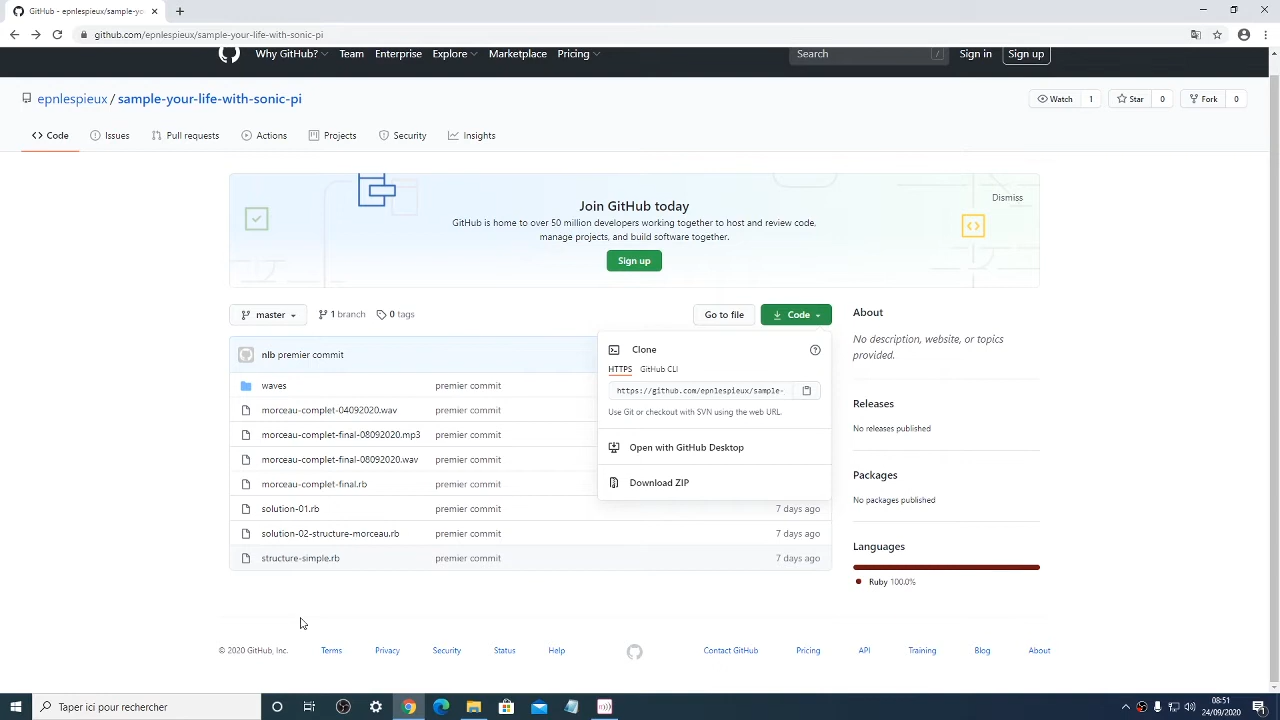 GitHub - epnlespieux/sample-yo
github.com/epnlespieux/sample-your-life-with-sonic-pi
Why GitHub?
Team
Enterprise
Explore
Marketplace
Pricing
Search
/
Sign in
Sign up
epnlespieux / sample-your-life-with-sonic-pi
Watch 1
Star 0
Fork 0
Code
Issues
Pull requests
Actions
Projects
Security
Insights
Join GitHub today
Dismiss
GitHub is home to over 50 million developers working together to host and review code,
manage projects, and build software together.
Sign up
master
1 branch
0 tags
Go to file
Code
nlb premier commit
waves premier commit
morceau-complet-04092020.wav premier commit
morceau-complet-final-08092020.mp3 premier commit
morceau-complet-final-08092020.wav premier commit
morceau-complet-final.rb premier commit
solution-01.rb premier commit 7 days ago
solution-02-structure-morceau.rb premier commit 7 days ago
structure-simple.rb premier commit 7 days ago
Clone
HTTPS GitHub CLI
https://github.com/epnlespieux/sample-
Use Git or checkout with SVN using the web URL.
Open with GitHub Desktop
Download ZIP
About
No description, website, or topics
provided.
Releases
No releases published
Packages
No packages published
Languages
Ruby 100.0%
© 2020 GitHub, Inc.
Terms
Privacy
Security
Status
Help
Contact GitHub
Pricing
API
Training
Blog
About
Taper ici pour rechercher
08:51
24/09/2020